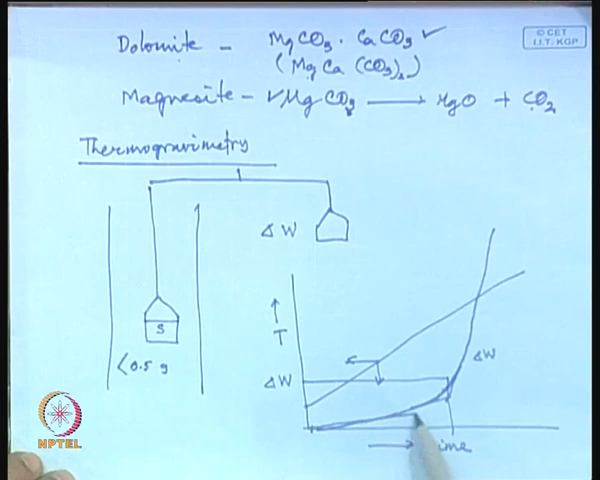 Dolomite - MgCO3 . CaCO3 ✓
(MgCa (CO3)2)
© CET
I.I.T. KGP
Magnesite - ✓MgCO3 → MgO + CO2
Thermogravimetry
ΔW
S
<0.5 g
↑
T
ΔW
ΔW
→ ime
NPTEL